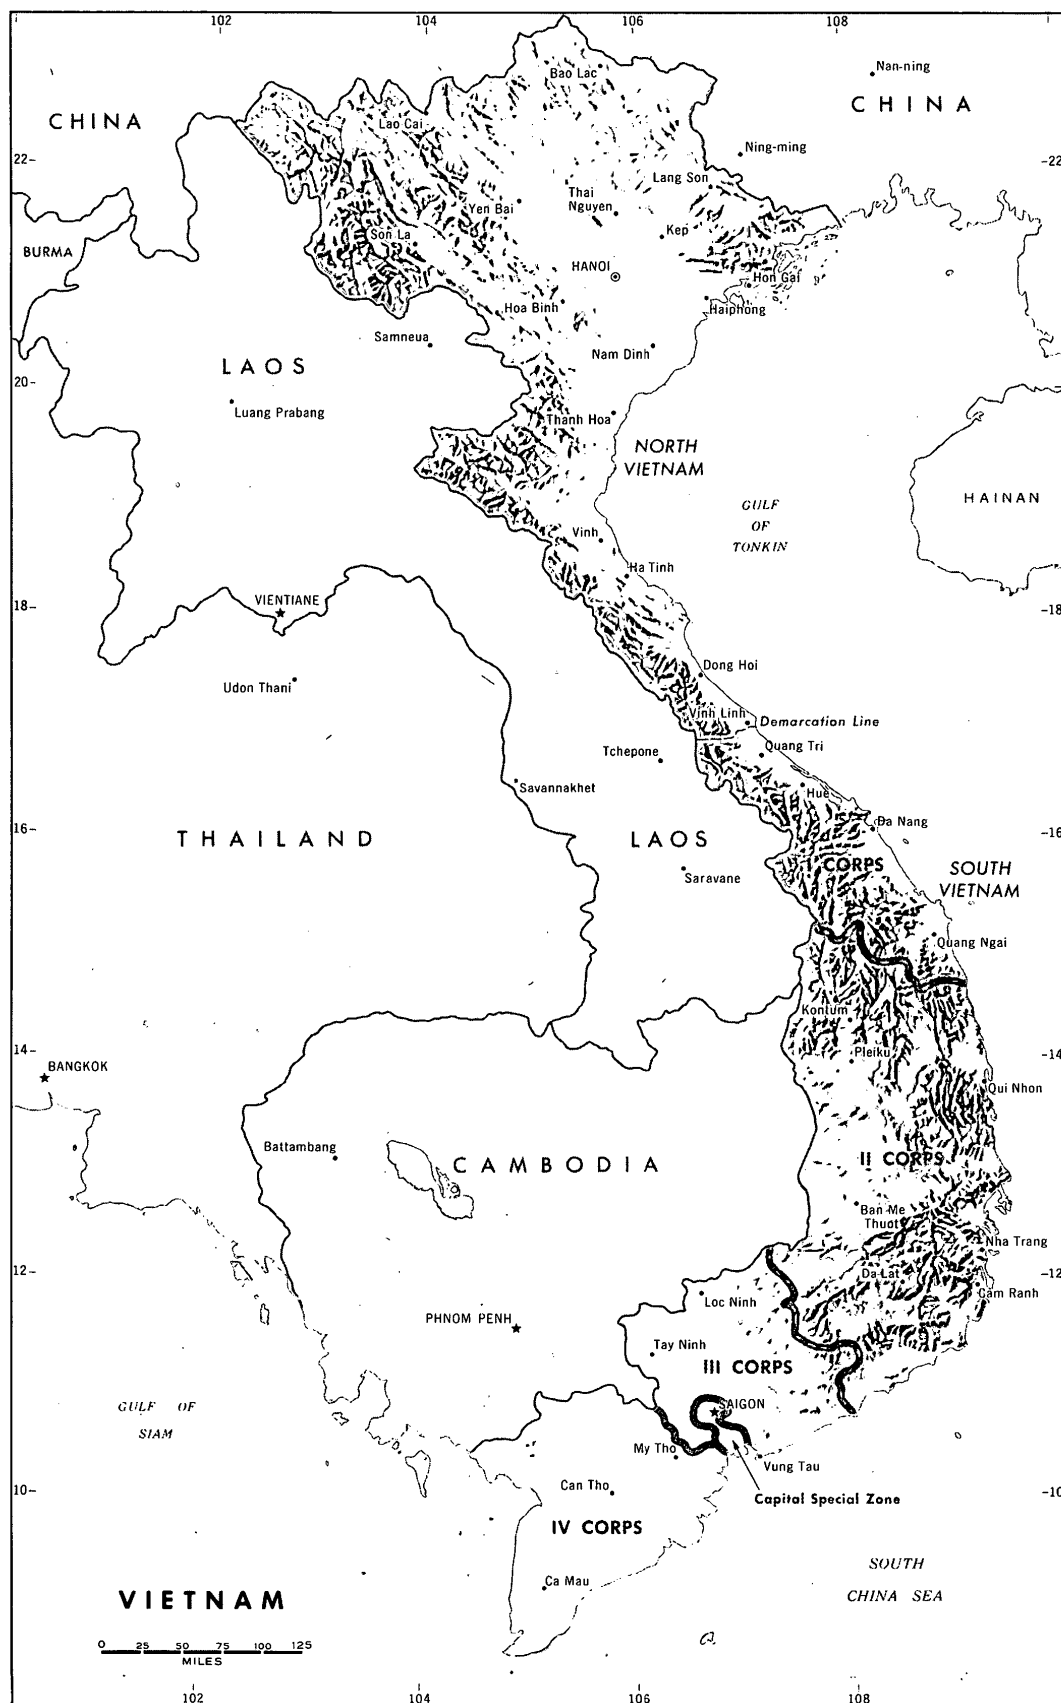 102
104
106
108
Nan-ning
Bao Lac
CHINA
CHINA
Lao Cai
Ning-ming
22-
-22
Lang Son
Thai
Nguyen
Yen Bai
Kep
Son La
BURMA
HANOI
Hon Gai
Hoa Binh
Haiphong
Samneua
Nam Dinh
LAOS
20-
Luang Prabang
Thanh Hoa
NORTH
VIETNAM
HAINAN
GULF
OF
TONKIN
Vinh
Ha Tinh
VIENTIANE
18-
-18
Dong Hoi
Udon Thani
Vinh Linh
Demarcation Line
Quang Tri
Tchepone
Savannakhet
Hue
Da Nang
16-
-16
THAILAND
LAOS
I CORPS
SOUTH
VIETNAM
Saravane
Quang Ngai
Kontum
14-
-14
Pleiku
BANGKOK
Qui Nhon
Battambang
CAMBODIA
II CORPS
Ban Me
Thuot
Nha Trang
12-
-12
Da Lat
Cam Ranh
Loc Ninh
PHNOM PENH
Tay Ninh
III CORPS
GULF OF
SIAM
SAIGON
My Tho
Vung Tau
Can Tho
10-
-10
Capital Special Zone
IV CORPS
SOUTH
CHINA SEA
Ca Mau
VIETNAM
0 25 50 75 100 125
MILES
102
104
106
108